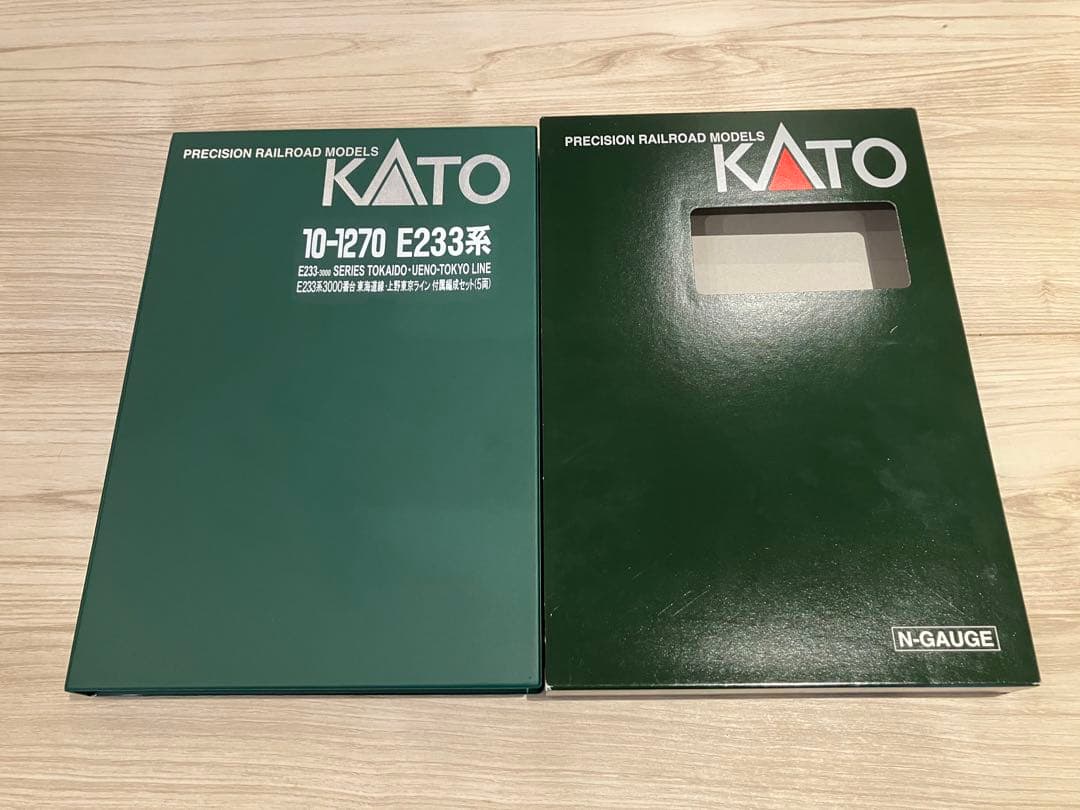 PRECISION RAILROAD MODELS
KATO
10-1270 E233系
E233-3000 SERIES TOKAIDO・UENO-TOKYO LINE
E233系3000番台 東海道線・上野東京ライン 付属編成セット(5両)
PRECISION RAILROAD MODELS
KATO
N-GAUGE